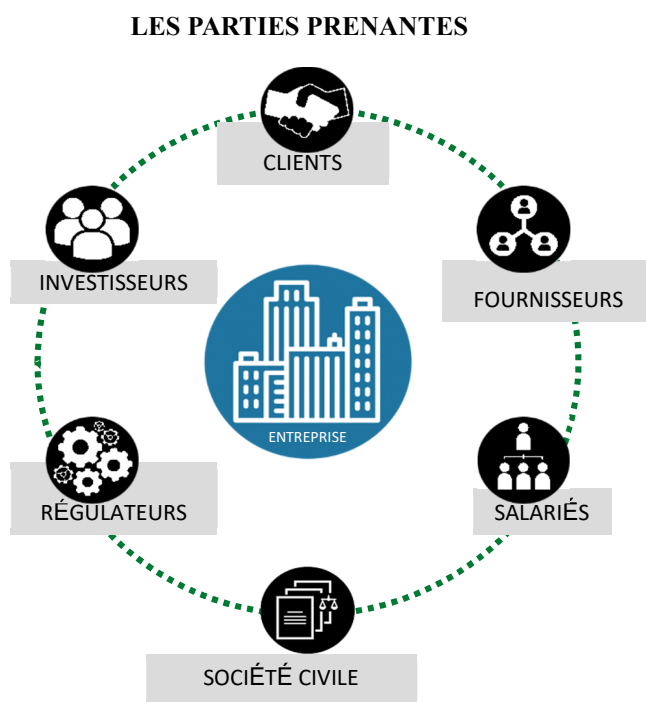 LES PARTIES PRENANTES
CLIENTS
INVESTISSEURS
FOURNISSEURS
ENTREPRISE
RÉGULATEURS
SALARIÉS
SOCIÉTÉ CIVILE